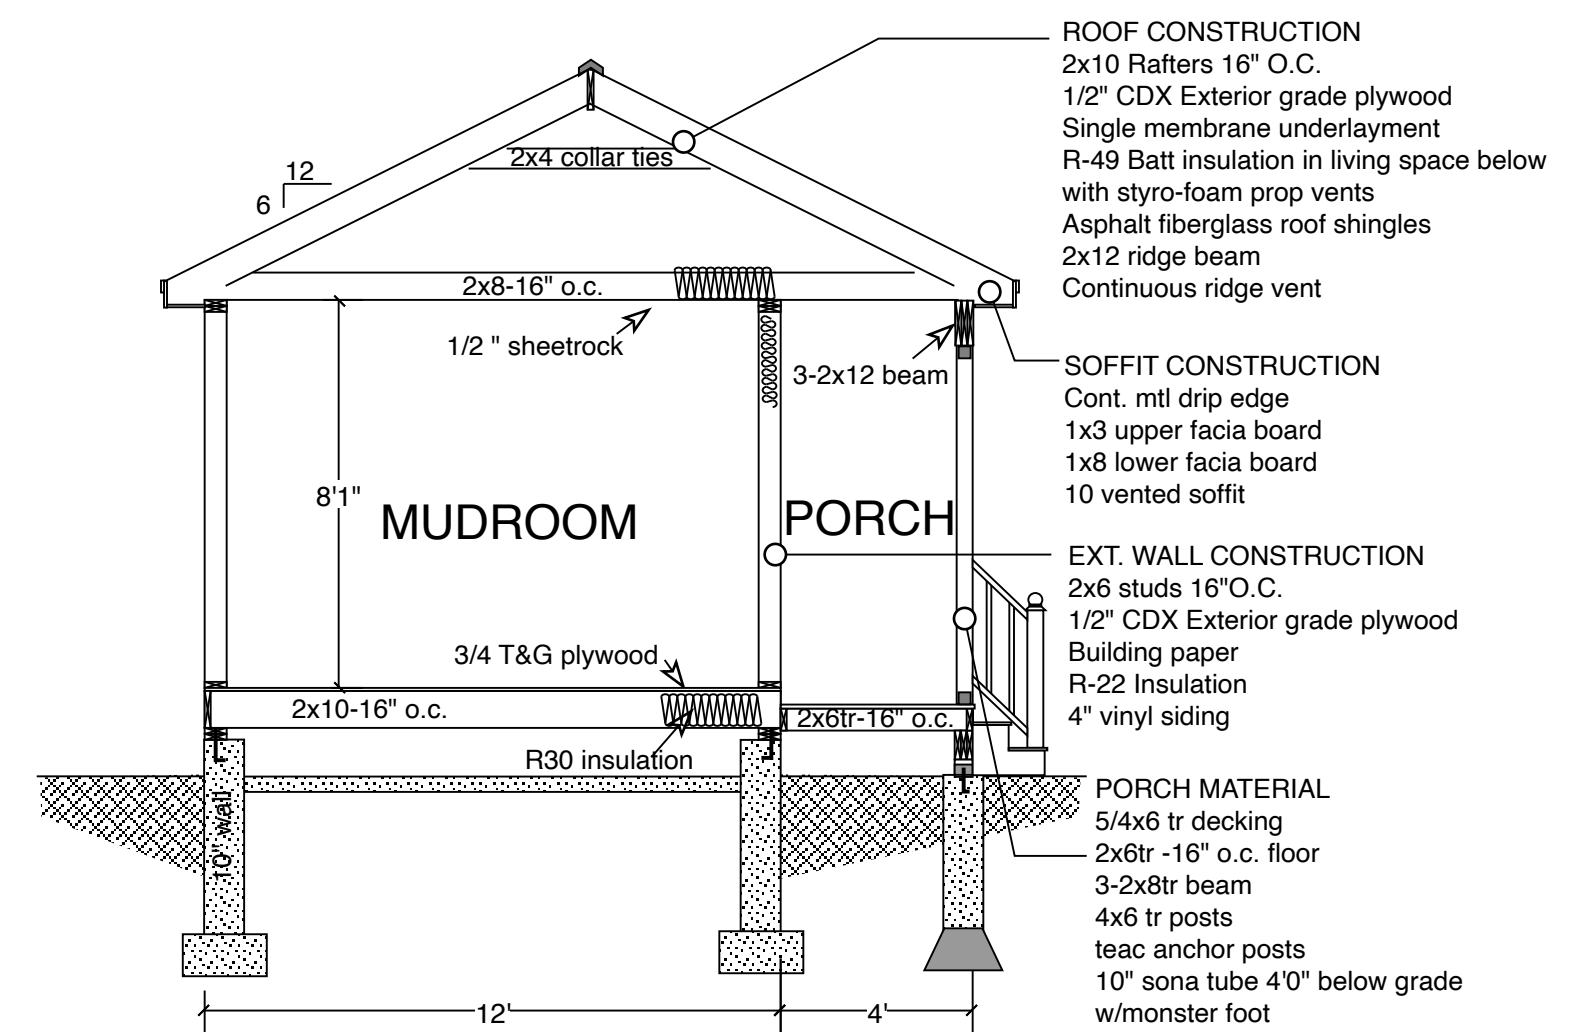 ROOF CONSTRUCTION
2x10 Rafters 16" O.C.
1/2" CDX Exterior grade plywood
Single membrane underlayment
R-49 Batt insulation in living space below
with styro-foam prop vents
Asphalt fiberglass roof shingles
2x12 ridge beam
Continuous ridge vent
2x4 collar ties
12
6
2x8-16" o.c.
1/2 " sheetrock
3-2x12 beam
SOFFIT CONSTRUCTION
Cont. mtl drip edge
1x3 upper facia board
1x8 lower facia board
10 vented soffit
8'1"
MUDROOM
PORCH
EXT. WALL CONSTRUCTION
2x6 studs 16"O.C.
1/2" CDX Exterior grade plywood
Building paper
R-22 Insulation
4" vinyl siding
3/4 T&G plywood
2x10-16" o.c.
2x6tr-16" o.c.
R30 insulation
10" wall
PORCH MATERIAL
5/4x6 tr decking
2x6tr -16" o.c. floor
3-2x8tr beam
4x6 tr posts
teac anchor posts
10" sona tube 4'0" below grade
w/monster foot
12'
4'